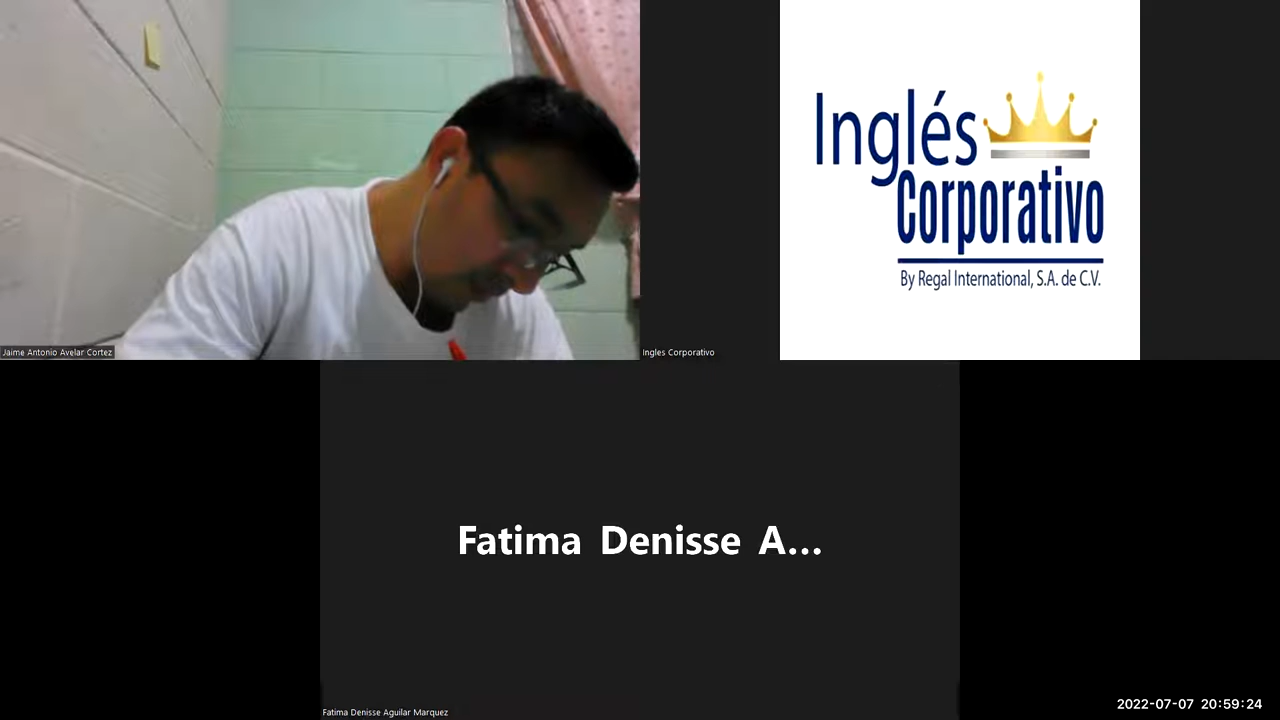 Inglés
Corporativo
By Regal International, S.A. de C.V.
Jaime Antonio Avelar Cortez
Ingles Corporativo
Fatima Denisse A...
Fatima Denisse Aguilar Marquez
2022-07-07 20:59:24